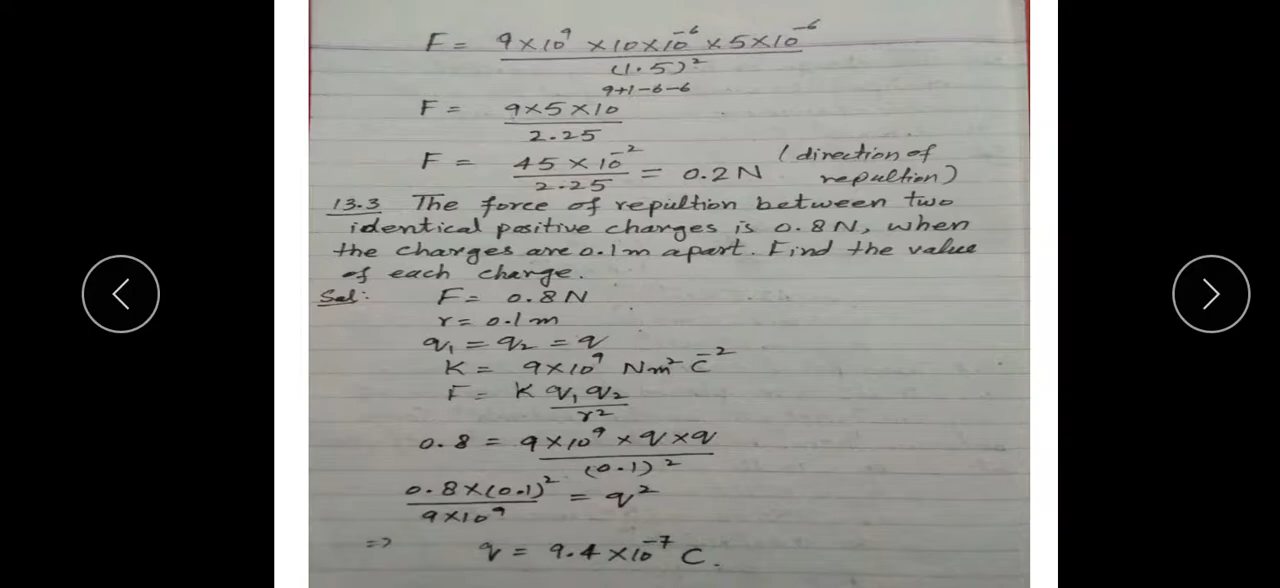 F = 9×10⁹ ×10×10⁻⁶ ×5×10⁻⁶
(1.5)²
9+1-6-6
F = 9×5×10
2.25
F = 45 × 10⁻² = 0.2 N (direction of
2.25 repultion)
13.3 The force of repultion between two
identical positive charges is 0.8N, when
the charges are 0.1m apart. Find the value
of each charge.
Sol: F = 0.8 N
r = 0.1 m
q₁ = q₂ = q
K = 9×10⁹ Nm² C⁻²
F = K q₁ q₂
r²
0.8 = 9×10⁹ × q × q
(0.1)²
0.8×(0.1)² = q²
9×10⁹
=> q = 9.4 ×10⁻⁷ C.